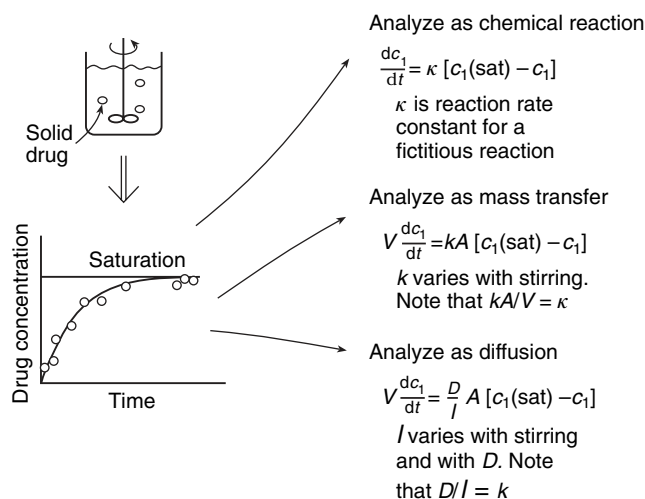 Solid
drug
Saturation
Drug concentration
Time
Analyze as chemical reaction
dc₁/dt = κ [c₁(sat) – c₁]
κ is reaction rate
constant for a
fictitious reaction
Analyze as mass transfer
V dc₁/dt = kA [c₁(sat) – c₁]
k varies with stirring.
Note that kA/V = κ
Analyze as diffusion
V dc₁/dt = D/l A [c₁(sat) – c₁]
l varies with stirring
and with D. Note
that D/l = k